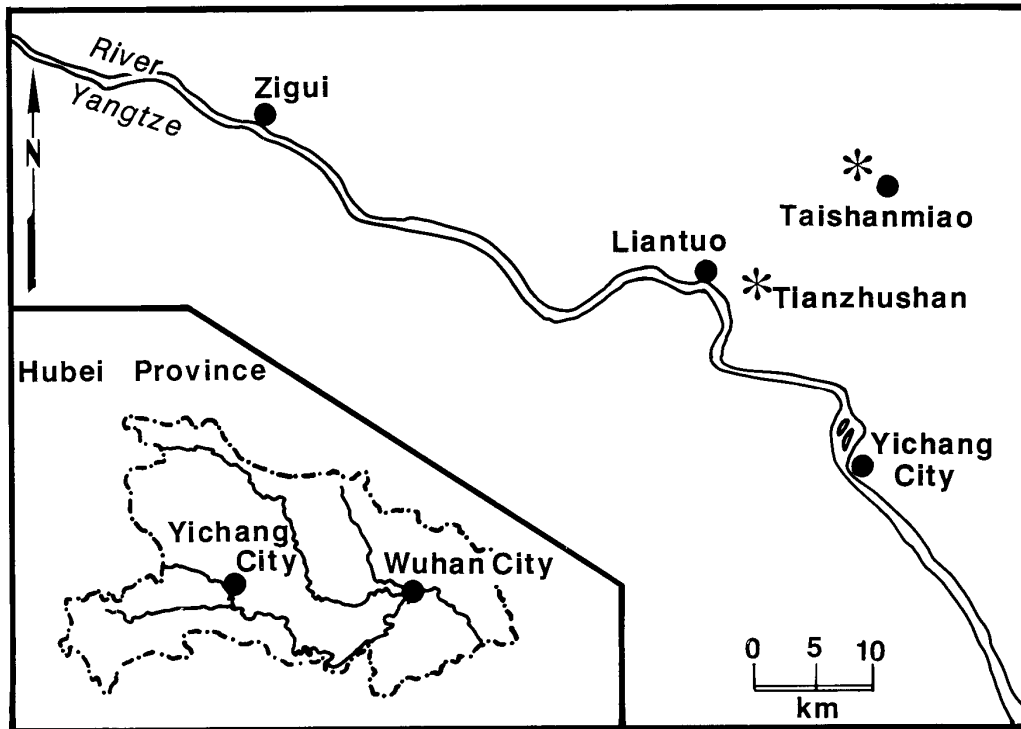 River
Yangtze
Zigui
N
Taishanmiao
Liantuo
Tianzhushan
Hubei Province
Yichang
City
Yichang
City
Wuhan City
0 5 10
km